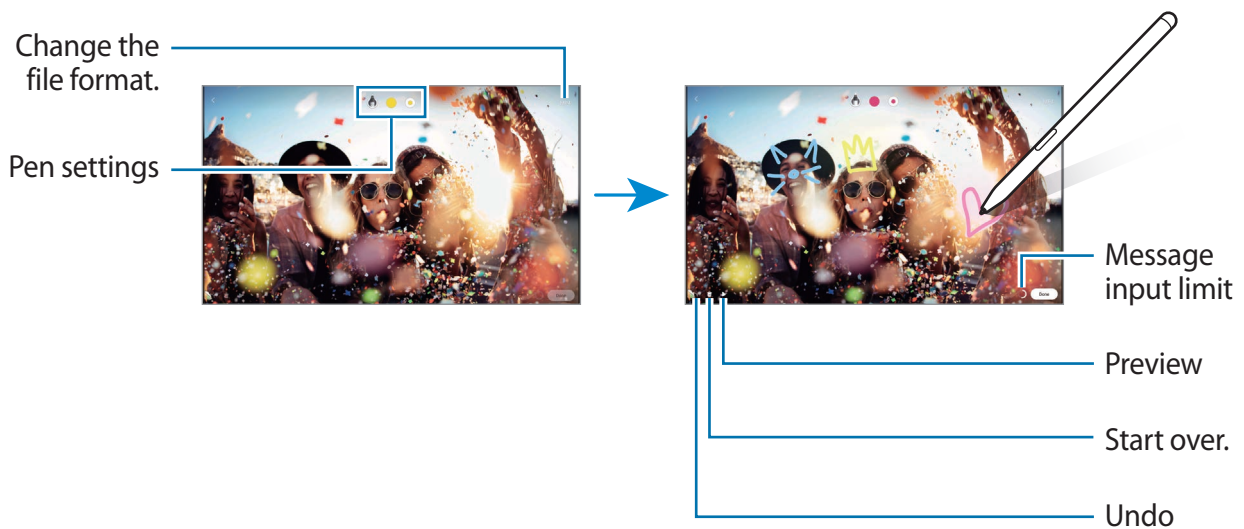 Change the
file format.
Pen settings
Done
Message
input limit
Preview
Start over.
Undo